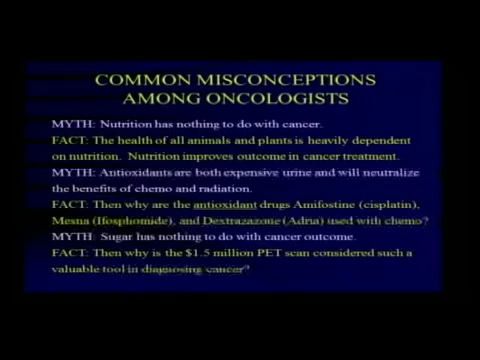 COMMON MISCONCEPTIONS
AMONG ONCOLOGISTS
MYTH: Nutrition has nothing to do with cancer.
FACT: The health of all animals and plants is heavily dependent
on nutrition. Nutrition improves outcome in cancer treatment.
MYTH: Antioxidants are both expensive urine and will neutralize
the benefits of chemo and radiation.
FACT: Then why are the antioxidant drugs Amifostine (cisplatin),
Mesna (Ifosphomide), and Dextrazazone (Adria) used with chemo?
MYTH: Sugar has nothing to do with cancer outcome.
FACT: Then why is the $1.5 million PET scan considered such a
valuable tool in diagnosing cancer?